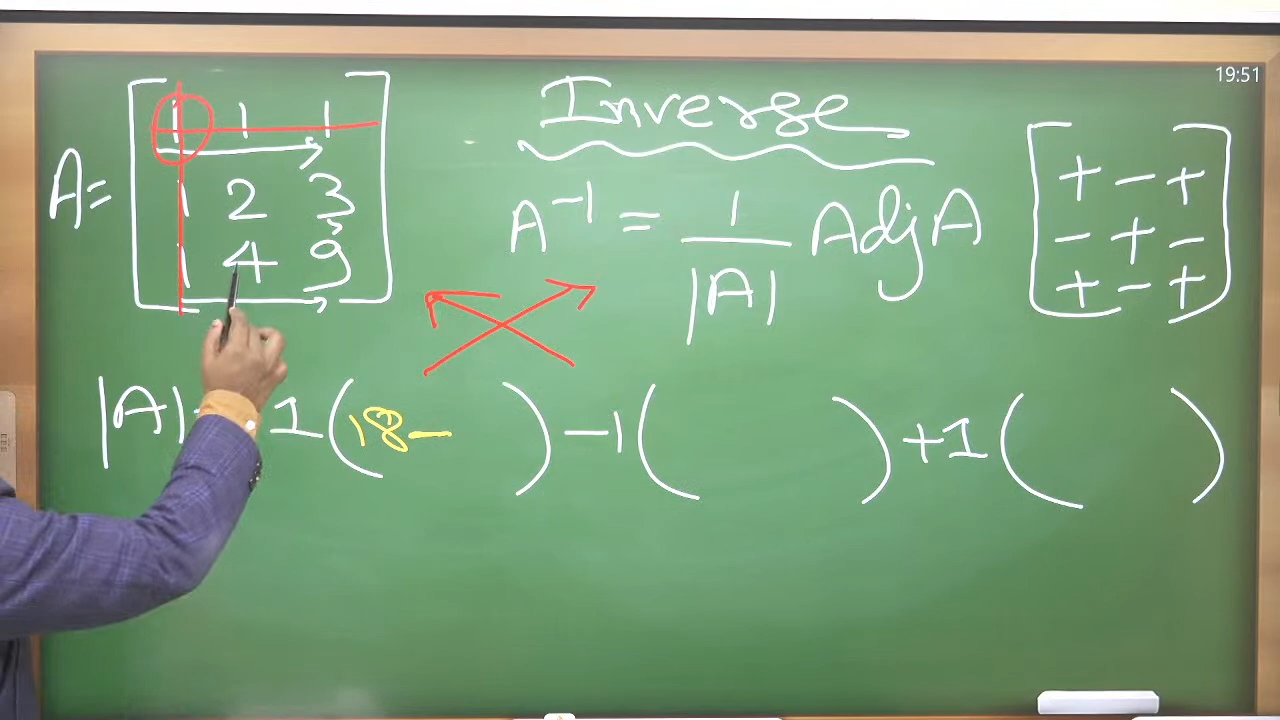 19:51
Inverse
A = [ 1 1 1
1 2 3
1 4 9 ]
A⁻¹ = 1/|A| Adj A
[ + - +
- + -
+ - + ]
|A| 1(18- ) -1( ) +1( )